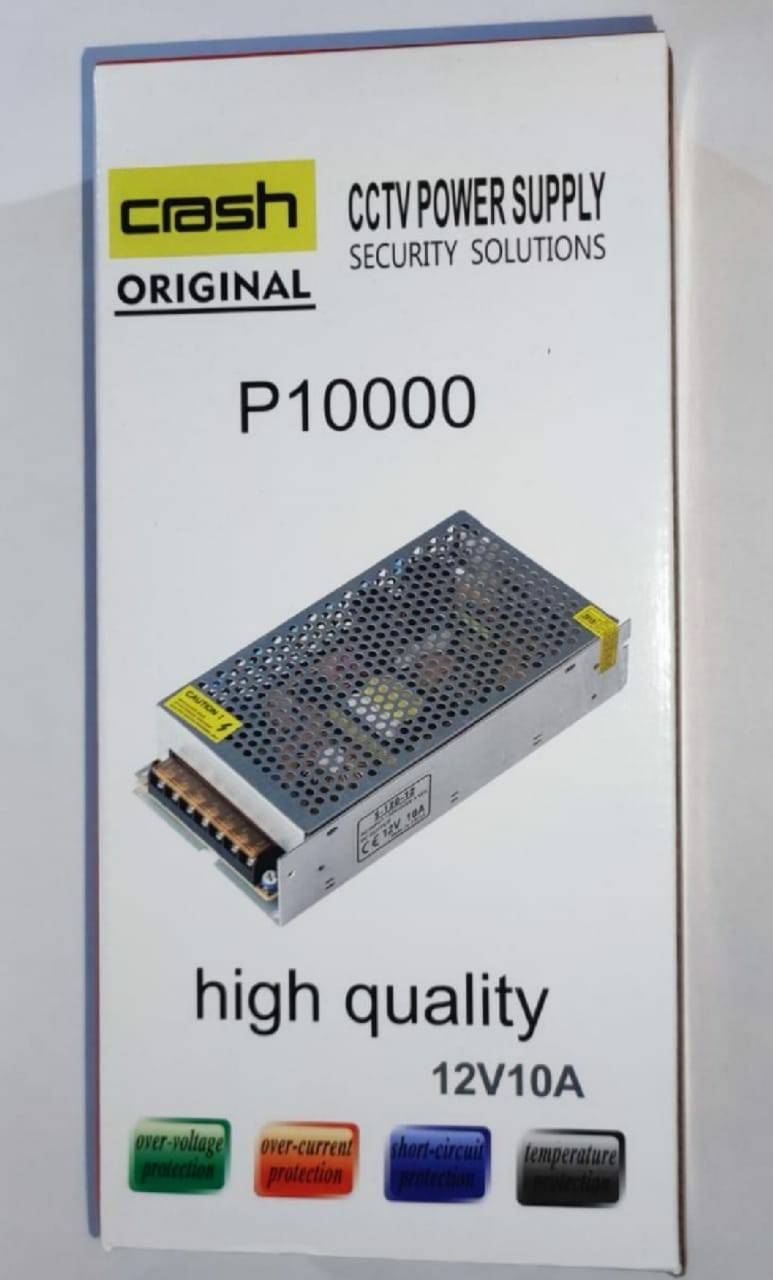 crash
ORIGINAL
CCTV POWER SUPPLY
SECURITY SOLUTIONS
P10000
CAUTION !
S-120-12
12V 10A
CE
high quality
12V10A
over-voltage
protection
over-current
protection
short-circuit
protection
temperature
protection